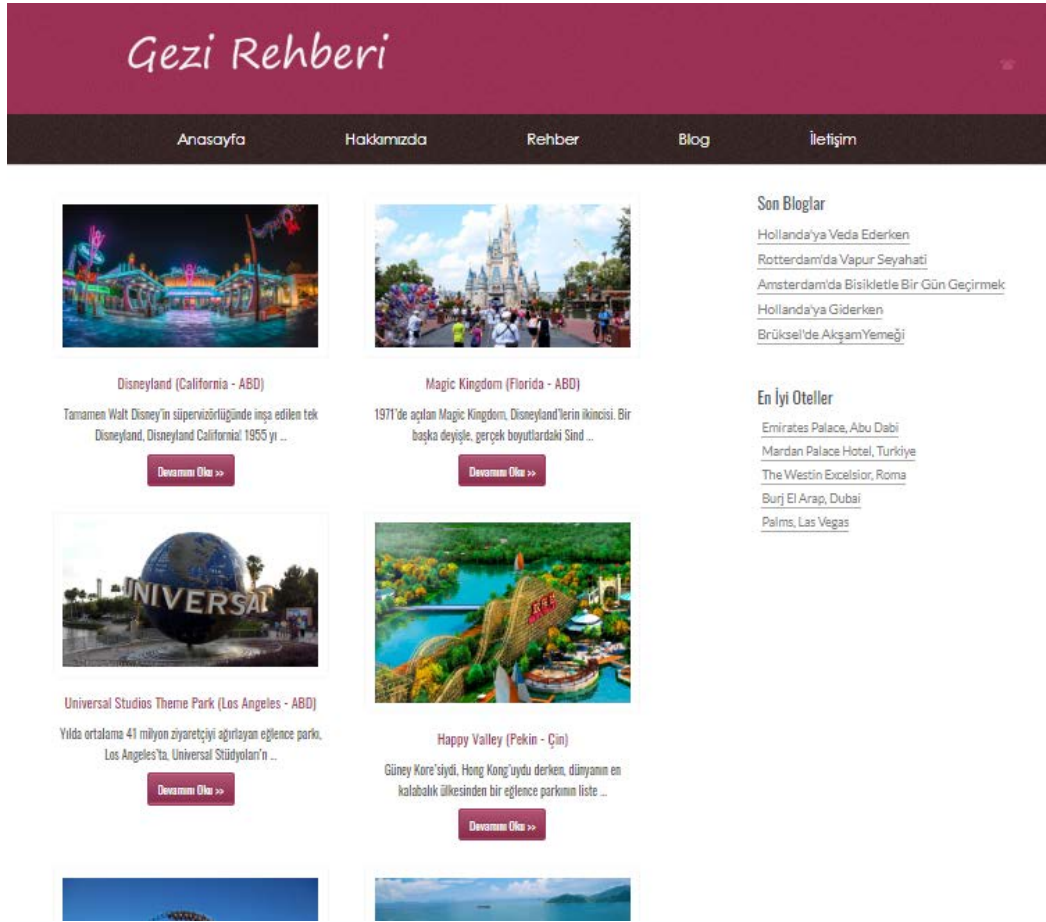 Gezi Rehberi
Anasayfa Hakkımızda Rehber Blog İletişim
Disneyland (California - ABD)
Tamamen Walt Disney'in süpervizörlüğünde inşa edilen tek
Disneyland, Disneyland California! 1955 yı ...
Devamını Oku >>
Magic Kingdom (Florida - ABD)
1971'de açılan Magic Kingdom, Disneyland'lerin ikincisi. Bir
başka deyişle, gerçek boyutlardaki Sind ...
Devamını Oku >>
UNIVERSAL
Universal Studios Theme Park (Los Angeles - ABD)
Yılda ortalama 41 milyon ziyaretçiyi ağırlayan eğlence parkı,
Los Angeles'ta, Universal Stüdyoları'n ...
Devamını Oku >>
Happy Valley (Pekin - Çin)
Güney Kore'siydi, Hong Kong'uydu derken, dünyanın en
kalabalık ülkesinden bir eğlence parkının liste ...
Devamını Oku >>
Son Bloglar
Hollanda'ya Veda Ederken
Rotterdam'da Vapur Seyahati
Amsterdam'da Bisikletle Bir Gün Geçirmek
Hollanda'ya Giderken
Brüksel'de AkşamYemeği
En İyi Oteller
Emirates Palace, Abu Dabi
Mardan Palace Hotel, Turkiye
The Westin Excelsior, Roma
Burj El Arap, Dubai
Palms, Las Vegas